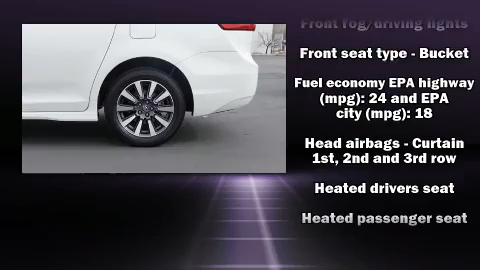 Front fog/driving lights
Front seat type - Bucket
Fuel economy EPA highway
(mpg): 24 and EPA
city (mpg): 18
Head airbags - Curtain
1st, 2nd and 3rd row
Heated drivers seat
Heated passenger seat